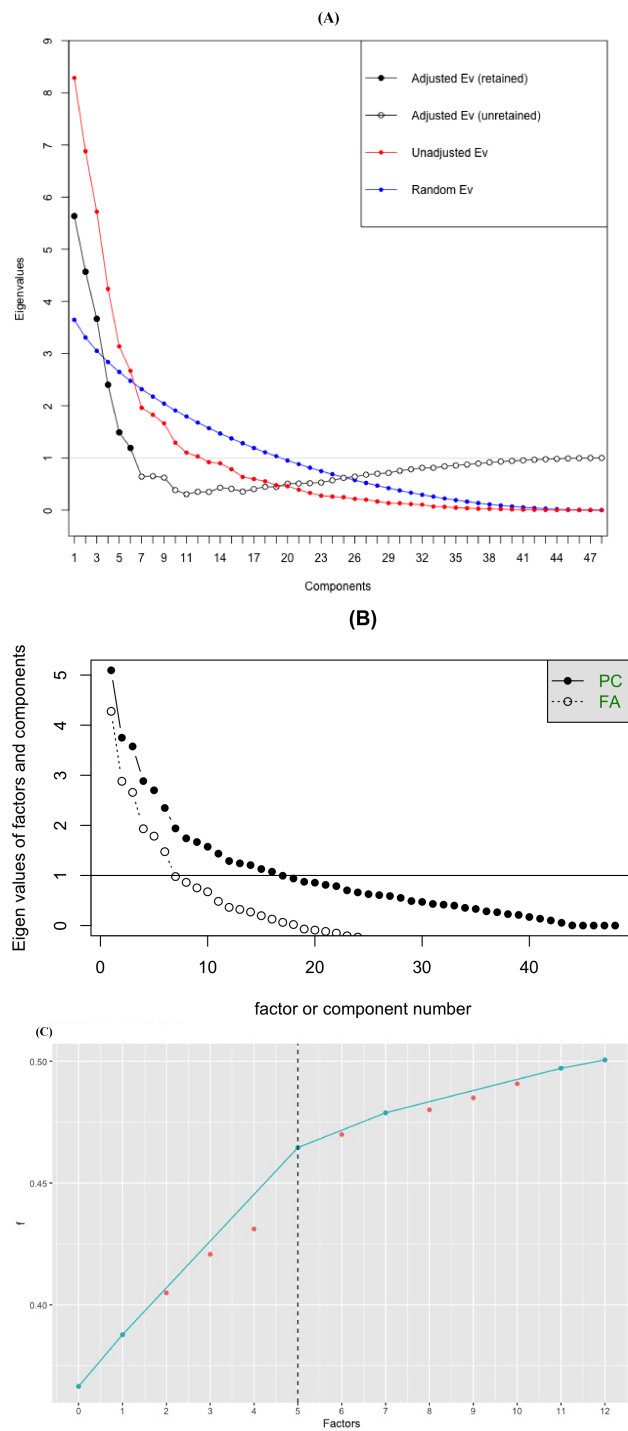 (A)
9
8
7
6
5
4
3
2
1
0
Eigenvalues
Adjusted Ev (retained)
Adjusted Ev (unretained)
Unadjusted Ev
Random Ev
1 3 5 7 9 11 13 15 17 20 23 26 29 32 35 38 41 44 47
Components
(B)
5
4
3
2
1
0
Eigen values of factors and components
PC
FA
0 10 20 30 40
factor or component number
(C)
0.50
0.45
0.40
f
0 1 2 3 4 5 6 7 8 9 10 11 12
Factors